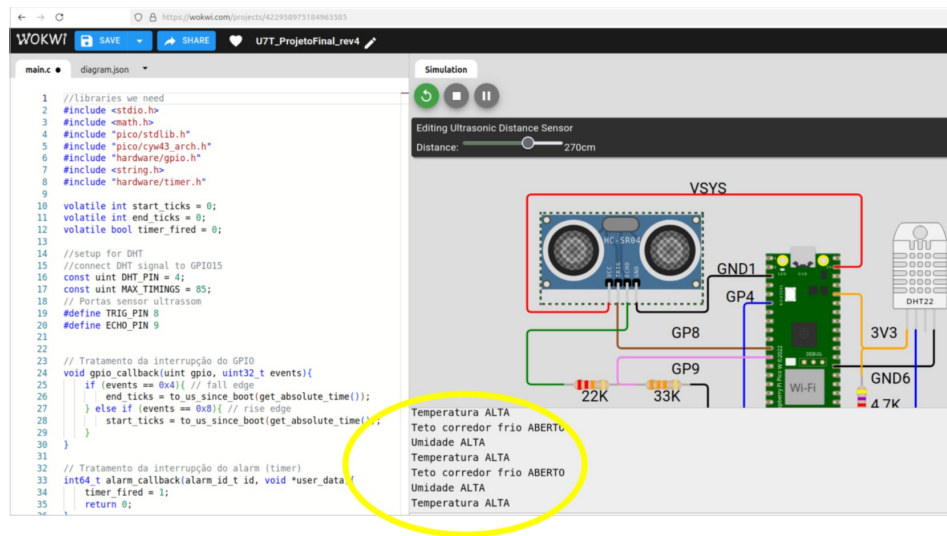 https://wokwi.com/projects/422958975184963585
WOKWI SAVE SHARE U7T_ProjetoFinal_rev4
main.c ● diagram.json
1 //libraries we need
2 #include <stdio.h>
3 #include <math.h>
4 #include "pico/stdlib.h"
5 #include "pico/cyw43_arch.h"
6 #include "hardware/gpio.h"
7 #include <string.h>
8 #include "hardware/timer.h"
9
10 volatile int start_ticks = 0;
11 volatile int end_ticks = 0;
12 volatile bool timer_fired = 0;
13
14 //setup for DHT
15 //connect DHT signal to GPIO15
16 const uint DHT_PIN = 4;
17 const uint MAX_TIMINGS = 85;
18 // Portas sensor ultrassom
19 #define TRIG_PIN 8
20 #define ECHO_PIN 9
21
22
23 // Tratamento da interrupção do GPIO
24 void gpio_callback(uint gpio, uint32_t events){
25 if (events == 0x4){ // fall edge
26 end_ticks = to_us_since_boot(get_absolute_time());
27 } else if (events == 0x8){ // rise edge
28 start_ticks = to_us_since_boot(get_absolute_time());
29 }
30 }
31
32 // Tratamento da interrupção do alarm (timer)
33 int64_t alarm_callback(alarm_id_t id, void *user_data){
34 timer_fired = 1;
35 return 0;
Simulation
Editing Ultrasonic Distance Sensor
Distance: 270cm
VSYS
HC-SR04
VCC
TRIG
ECHO
GND
GND1
GP4
DHT22
GP8
3V3
DEBUG
GP9
GND6
Wi-Fi
22K
33K
4.7K
Temperatura ALTA
Teto corredor frio ABERTO
Umidade ALTA
Temperatura ALTA
Teto corredor frio ABERTO
Umidade ALTA
Temperatura ALTA